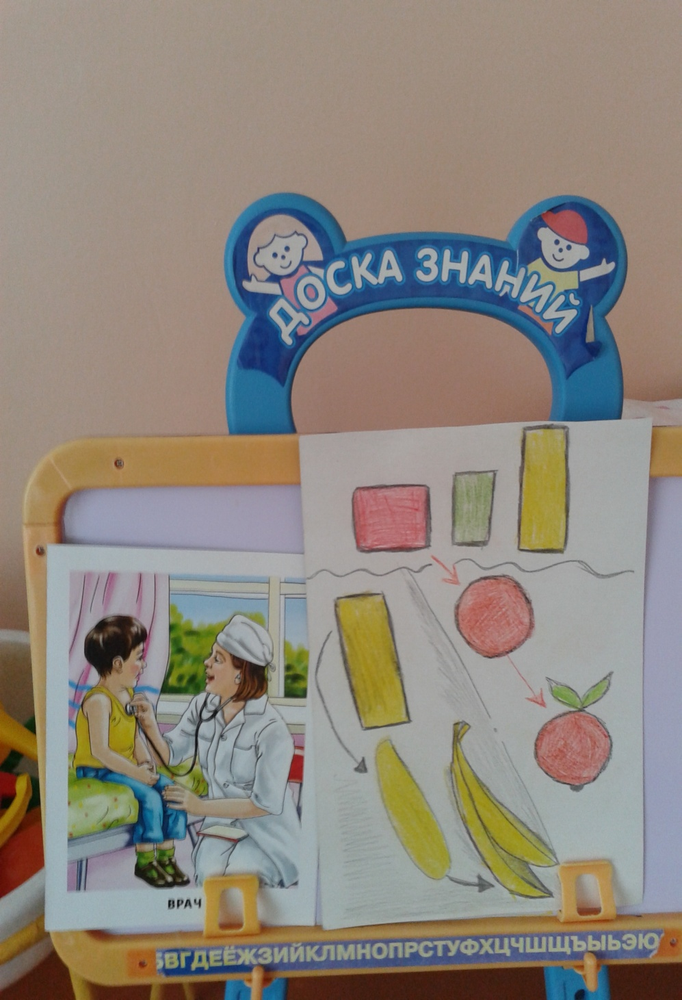 ДОСКА ЗНАНИЙ
ВРАЧ
БВГДЕЁЖЗИЙКЛМНОПРСТУФХЦЧШЩЪЫЬЭЮ